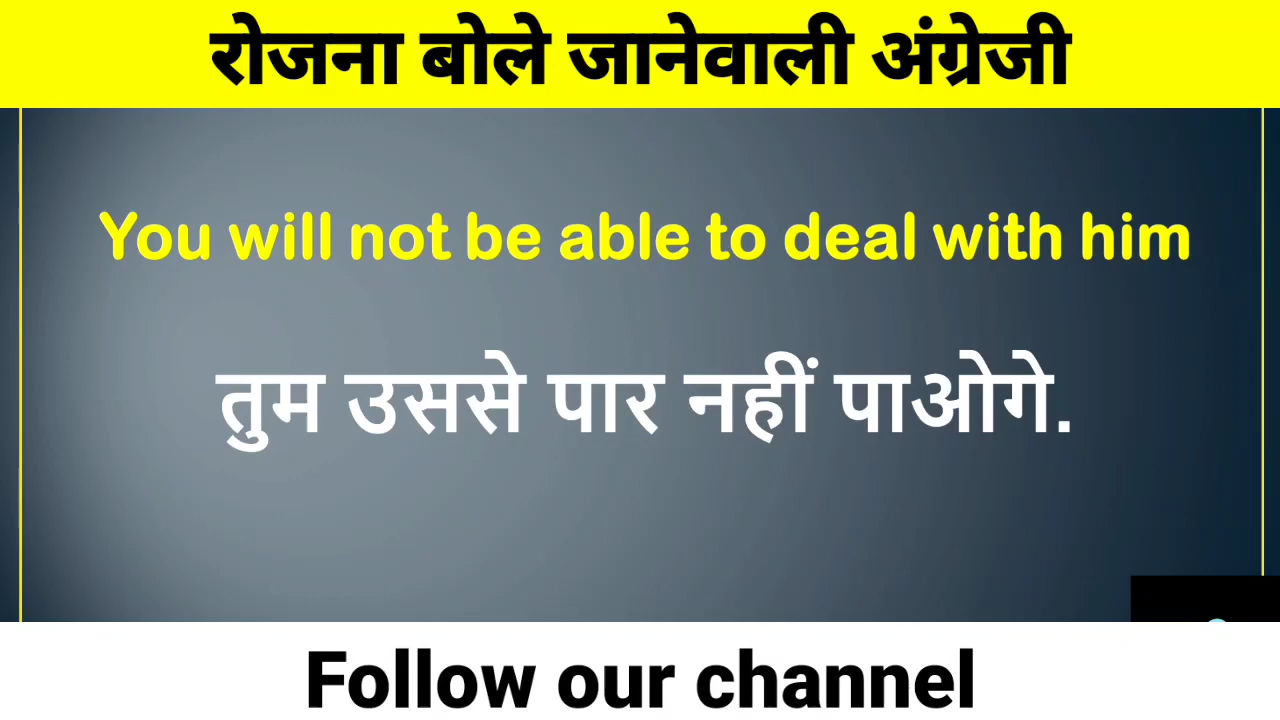 रोजना बोले जानेवाली अंग्रेजी
You will not be able to deal with him
तुम उससे पार नहीं पाओगे.
Follow our channel